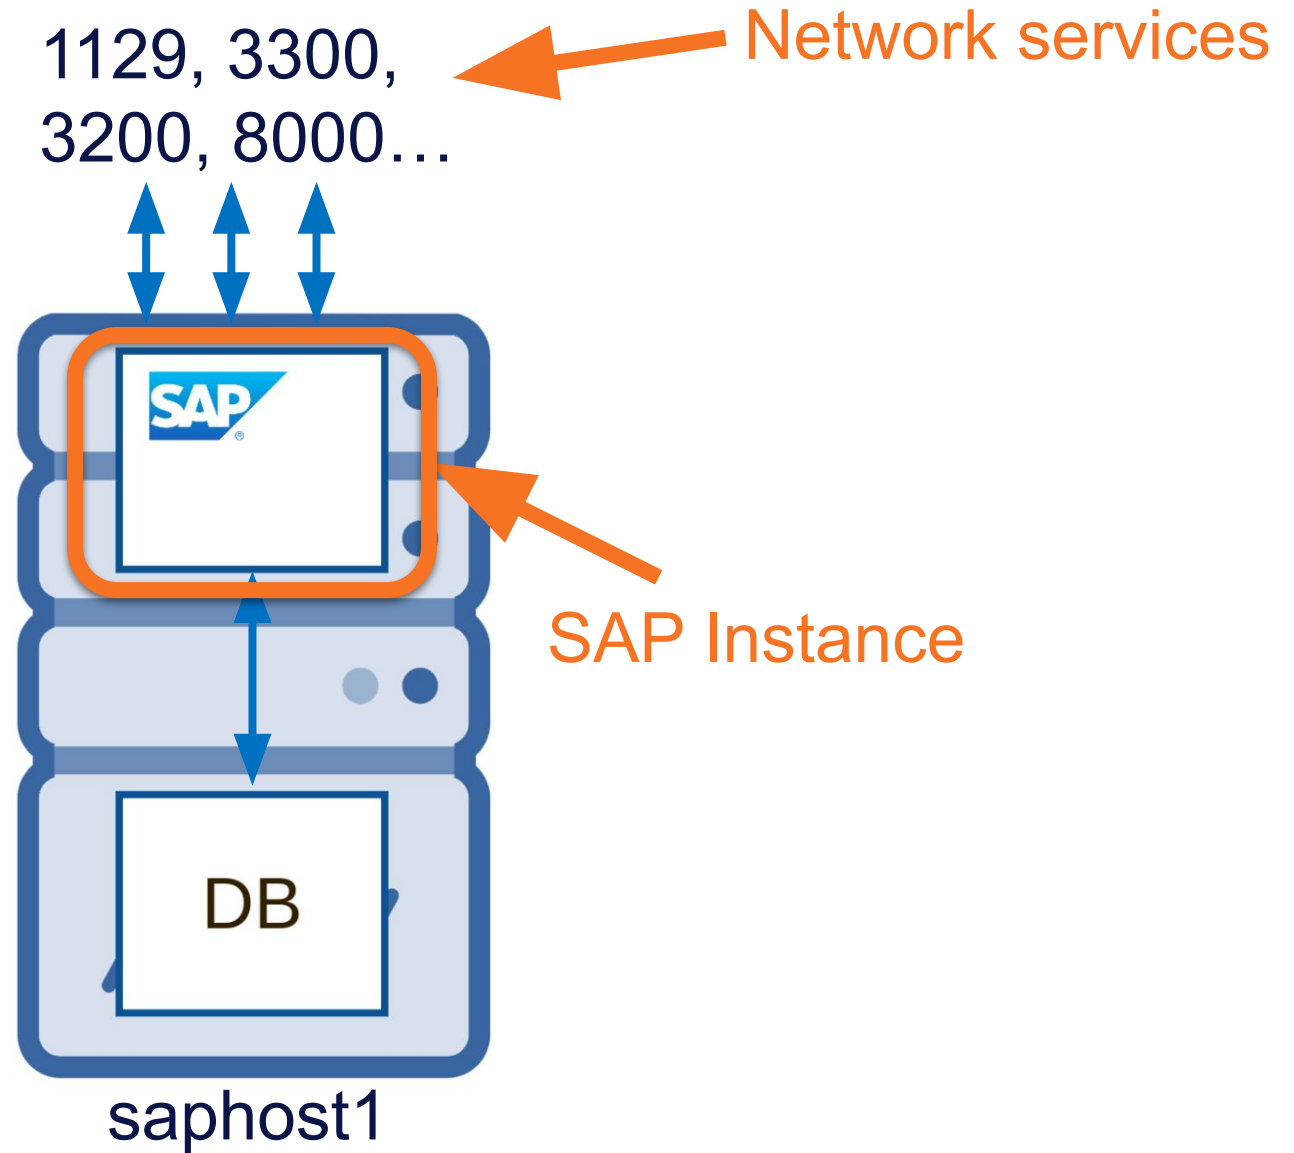 1129, 3300,
3200, 8000…
Network services
SAP
®
SAP Instance
DB
saphost1